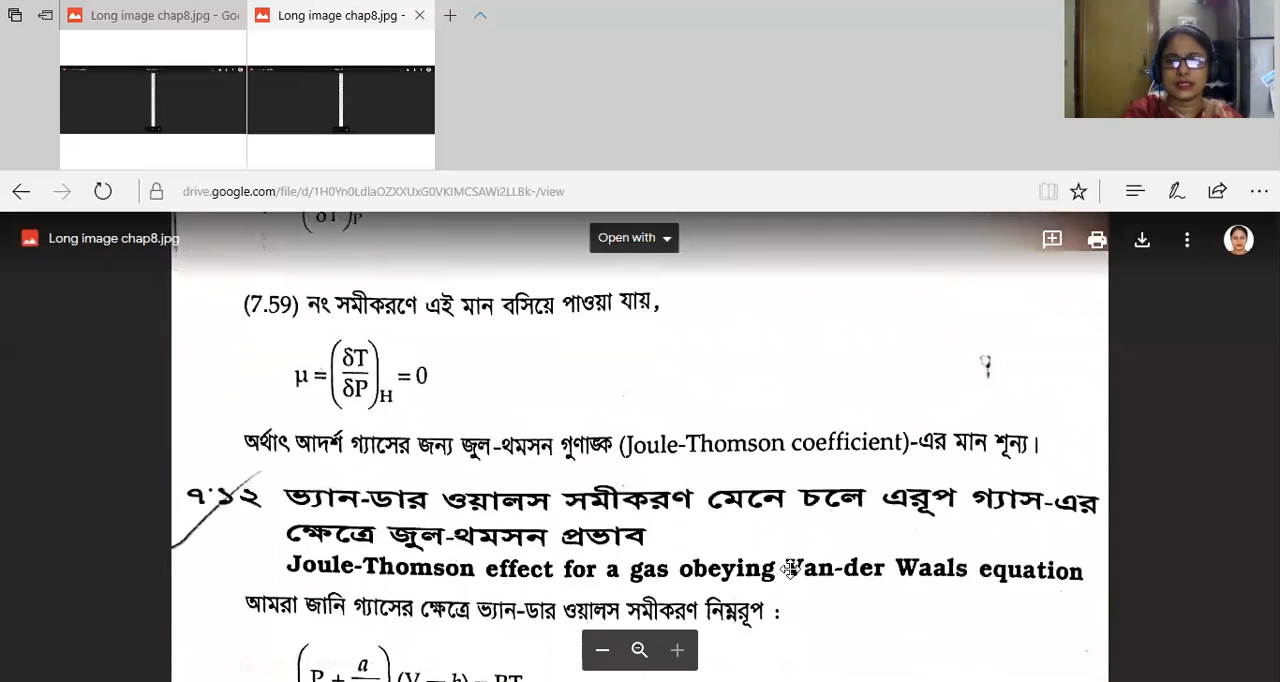 Long image chap8.jpg - Goo
Long image chap8.jpg -
drive.google.com/file/d/1H0Yn0LdlaOZXXUxG0VKIMCSAWi2LLBk-/view
Long image chap8.jpg
Open with
(δT)P
(7.59) নং সমীকরণে এই মান বসিয়ে পাওয়া যায়,
μ = (δT/δP)H = 0
অর্থাৎ আদর্শ গ্যাসের জন্য জুল-থমসন গুণাঙ্ক (Joule-Thomson coefficient)-এর মান শূন্য।
৭.১২ ভ্যান-ডার ওয়ালস সমীকরণ মেনে চলে এরূপ গ্যাস-এর
ক্ষেত্রে জুল-থমসন প্রভাব
Joule-Thomson effect for a gas obeying Van-der Waals equation
আমরা জানি গ্যাসের ক্ষেত্রে ভ্যান-ডার ওয়ালস সমীকরণ নিম্নরূপ :